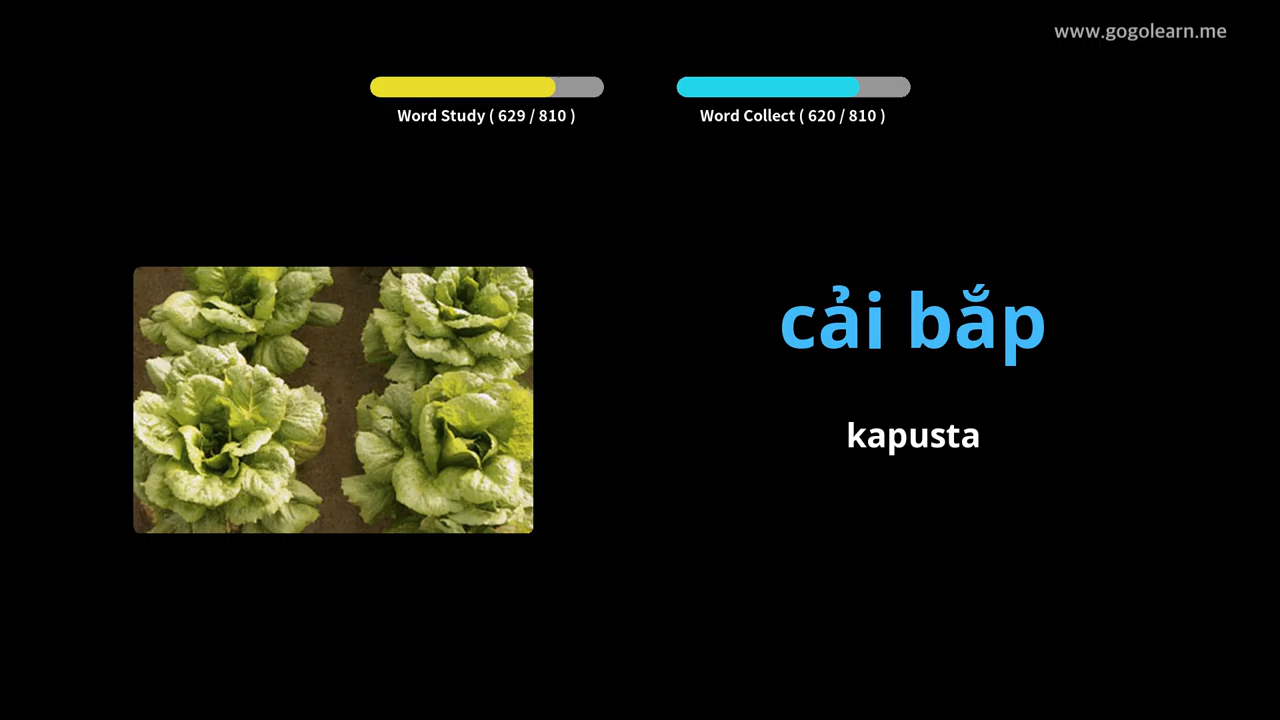 www.gogolearn.me
Word Study ( 629 / 810 )
Word Collect ( 620 / 810 )
cải bắp
kapusta